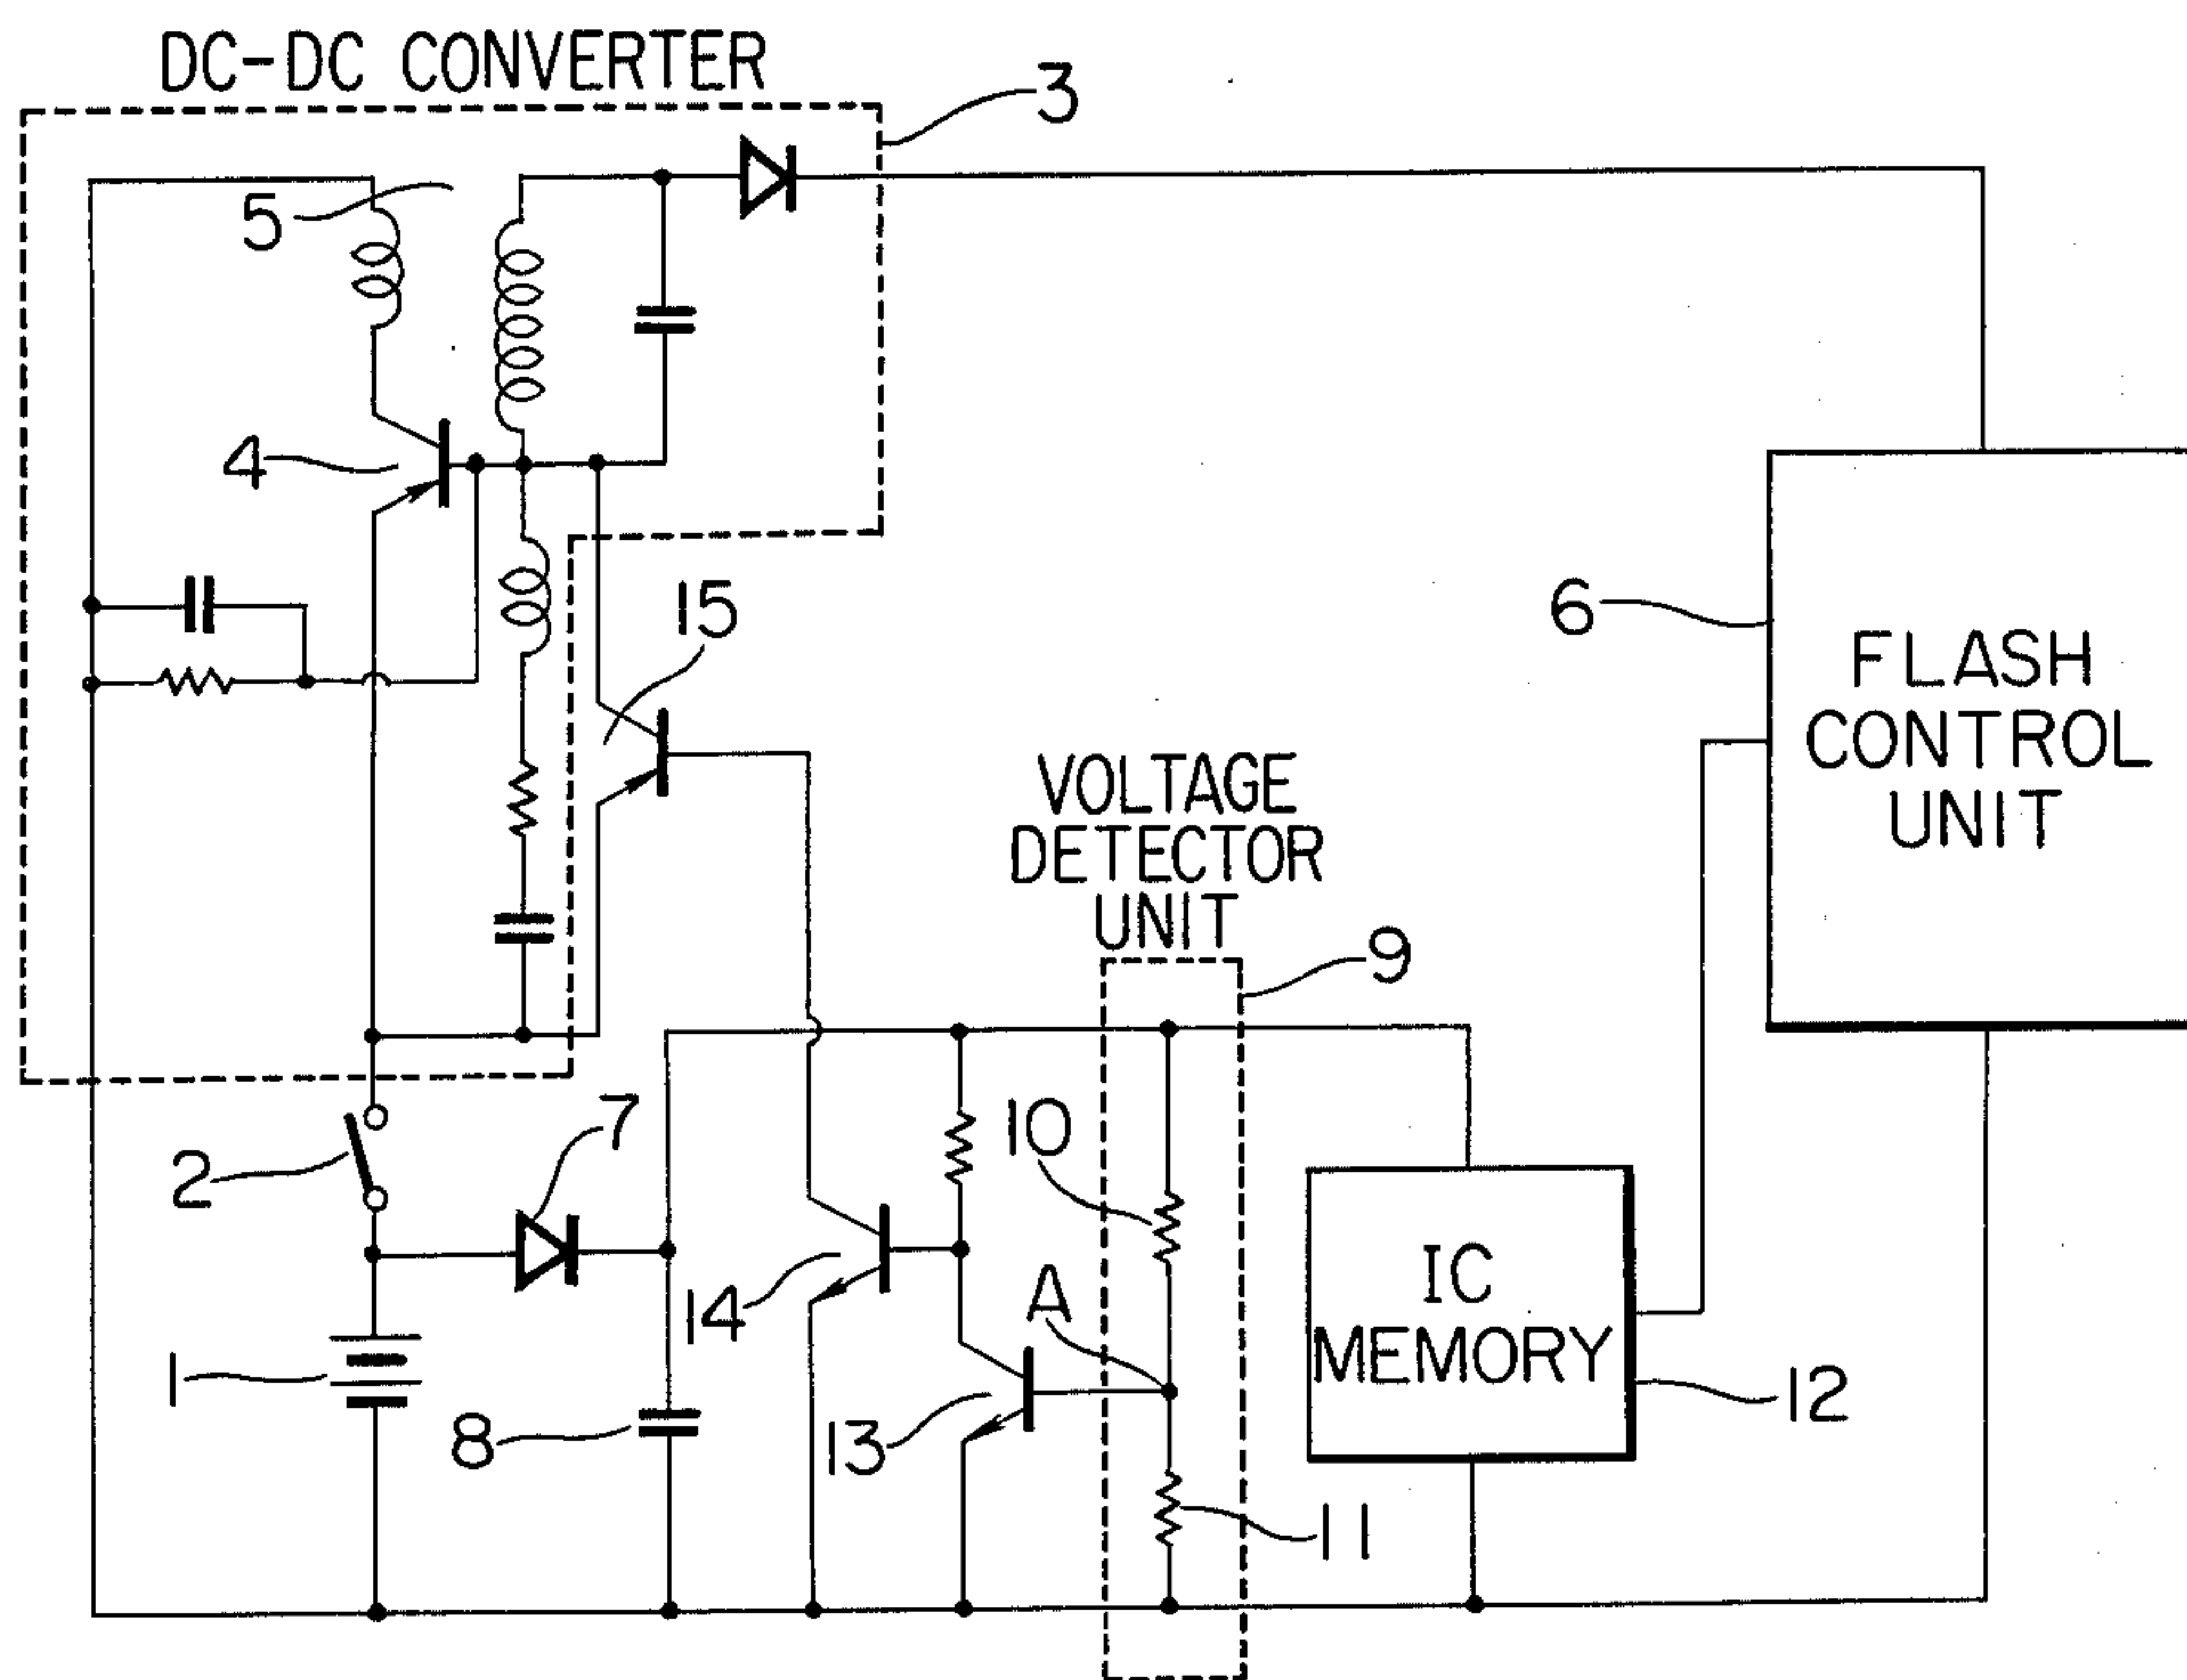 DC-DC CONVERTER
3
5
4
15
6
FLASH
CONTROL
UNIT
VOLTAGE
DETECTOR
UNIT
9
7
2
10
14
A
IC
MEMORY
1
8
13
12
11